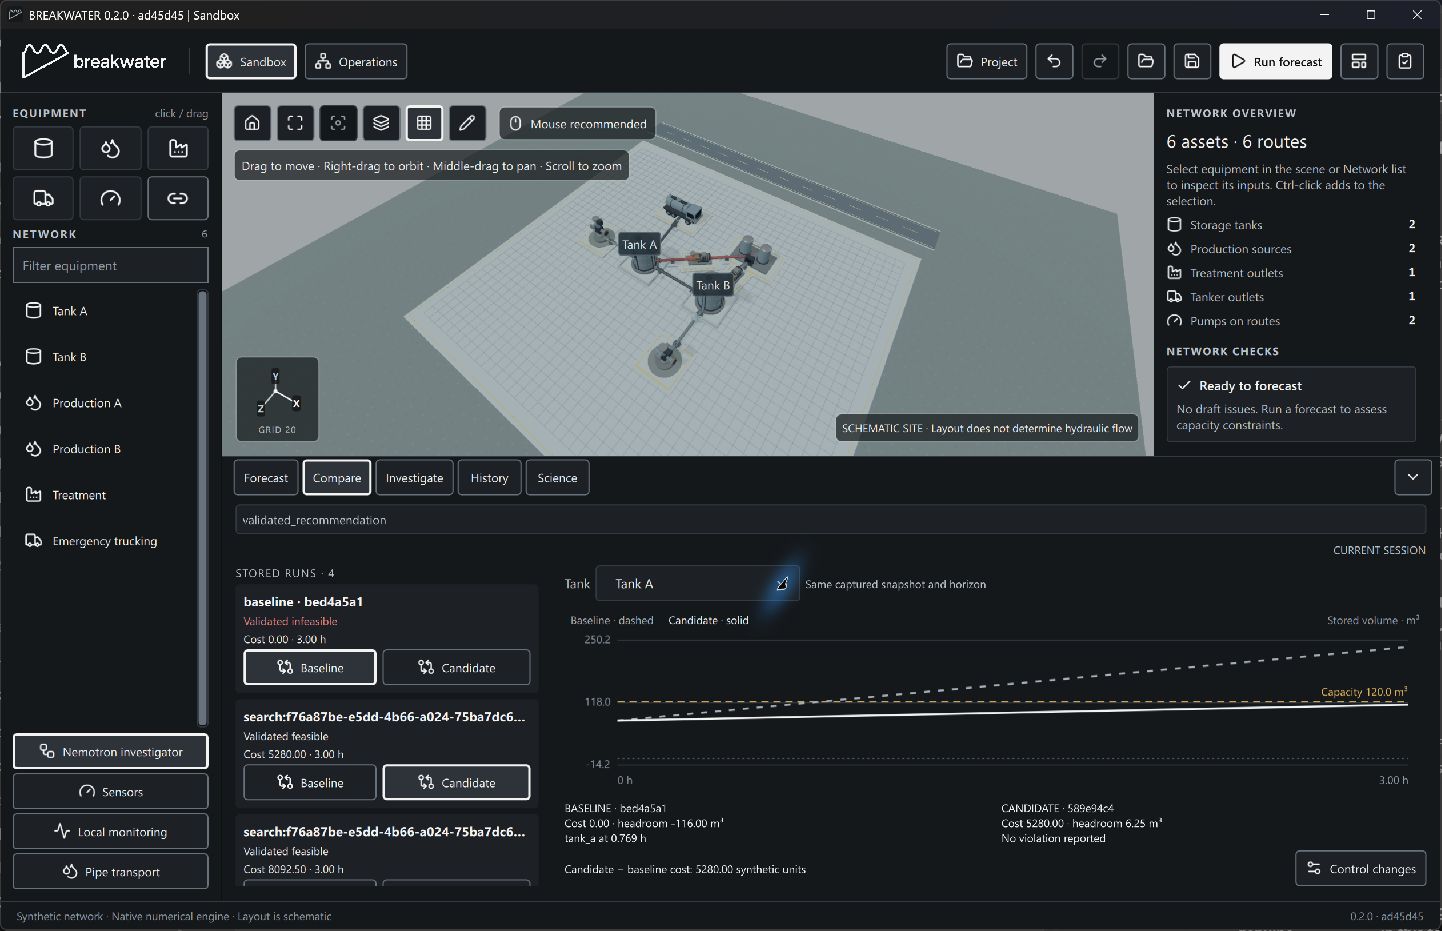 BREAKWATER 0.2.0 · ad45d45 | Sandbox
breakwater
Sandbox
Operations
Project
Run forecast
EQUIPMENT
click / drag
NETWORK
6
Filter equipment
Tank A
Tank B
Production A
Production B
Treatment
Emergency trucking
Nemotron investigator
Sensors
Local monitoring
Pipe transport
Mouse recommended
Drag to move · Right-drag to orbit · Middle-drag to pan · Scroll to zoom
Tank A
Tank B
Y
Z
X
GRID 20
SCHEMATIC SITE · Layout does not determine hydraulic flow
NETWORK OVERVIEW
6 assets · 6 routes
Select equipment in the scene or Network list
to inspect its inputs. Ctrl-click adds to the
selection.
Storage tanks 2
Production sources 2
Treatment outlets 1
Tanker outlets 1
Pumps on routes 2
NETWORK CHECKS
Ready to forecast
No draft issues. Run a forecast to assess
capacity constraints.
Forecast
Compare
Investigate
History
Science
validated_recommendation
CURRENT SESSION
STORED RUNS · 4
baseline · bed4a5a1
Validated infeasible
Cost 0.00 · 3.00 h
Baseline
Candidate
search:f76a87be-e5dd-4b66-a024-75ba7dc6...
Validated feasible
Cost 5280.00 · 3.00 h
Baseline
Candidate
search:f76a87be-e5dd-4b66-a024-75ba7dc6...
Validated feasible
Cost 8092.50 · 3.00 h
Tank
Tank A
Same captured snapshot and horizon
Baseline · dashed
Candidate · solid
Stored volume · m³
250.2
Capacity 120.0 m³
118.0
-14.2
0 h
3.00 h
BASELINE · bed4a5a1
Cost 0.00 · headroom -116.00 m³
tank_a at 0.769 h
CANDIDATE · 589e94c4
Cost 5280.00 · headroom 6.25 m³
No violation reported
Candidate − baseline cost: 5280.00 synthetic units
Control changes
Synthetic network · Native numerical engine · Layout is schematic
0.2.0 · ad45d45